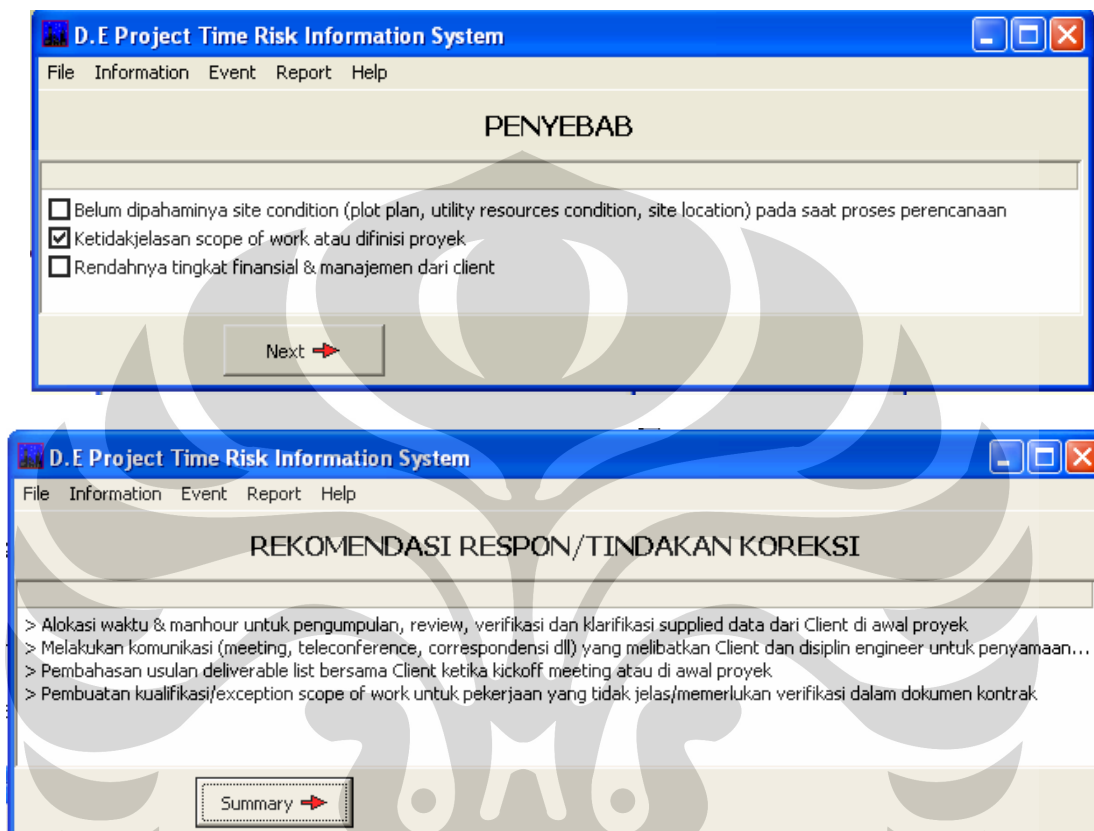 D.E Project Time Risk Information System
File Information Event Report Help
PENYEBAB
Belum dipahaminya site condition (plot plan, utility resources condition, site location) pada saat proses perencanaan
Ketidakjelasan scope of work atau difinisi proyek
Rendahnya tingkat finansial & manajemen dari client
Next
D.E Project Time Risk Information System
File Information Event Report Help
REKOMENDASI RESPON/TINDAKAN KOREKSI
> Alokasi waktu & manhour untuk pengumpulan, review, verifikasi dan klarifikasi supplied data dari Client di awal proyek
> Melakukan komunikasi (meeting, teleconference, correspondensi dll) yang melibatkan Client dan disiplin engineer untuk penyamaan...
> Pembahasan usulan deliverable list bersama Client ketika kickoff meeting atau di awal proyek
> Pembuatan kualifikasi/exception scope of work untuk pekerjaan yang tidak jelas/memerlukan verifikasi dalam dokumen kontrak
Summary